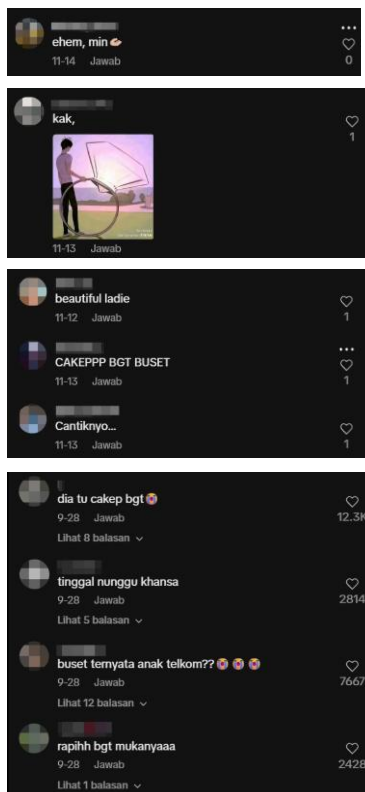 ehem, min 🤏🏻
11-14 Jawab
0
kak,
1
11-13 Jawab
beautiful ladie
11-12 Jawab
1
CAKEPPP BGT BUSET
11-13 Jawab
1
Cantiknyo...
11-13 Jawab
1
dia tu cakep bgt😭
9-28 Jawab
12.3K
Lihat 8 balasan
tinggal nunggu khansa
9-28 Jawab
2814
Lihat 5 balasan
buset ternyata anak telkom??😭😭😭
9-28 Jawab
7667
Lihat 12 balasan
rapihh bgt mukanyaaa
9-28 Jawab
2428
Lihat 1 balasan